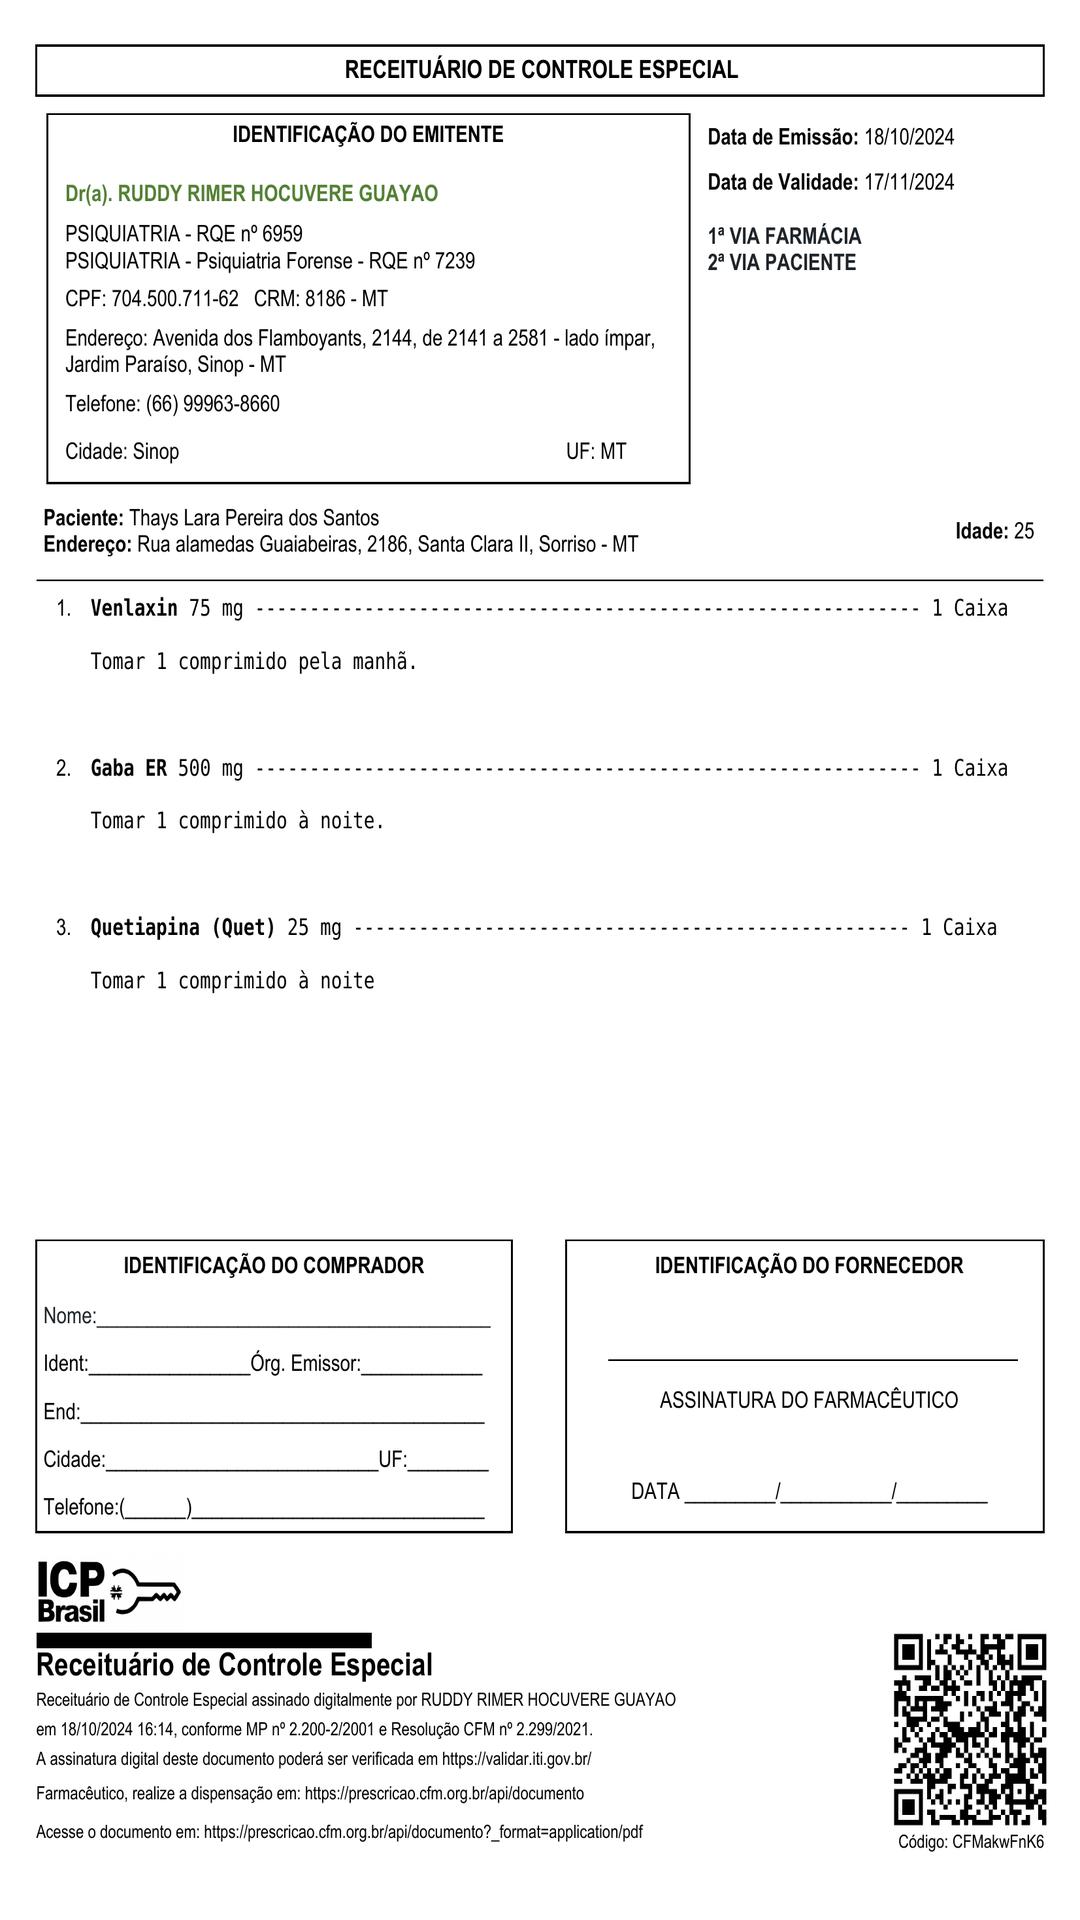 RECEITUÁRIO DE CONTROLE ESPECIAL
IDENTIFICAÇÃO DO EMITENTE
Dr(a). RUDDY RIMER HOCUVERE GUAYAO
PSIQUIATRIA - RQE nº 6959
PSIQUIATRIA - Psiquiatria Forense - RQE nº 7239
CPF: 704.500.711-62 CRM: 8186 - MT
Endereço: Avenida dos Flamboyants, 2144, de 2141 a 2581 - lado ímpar,
Jardim Paraíso, Sinop - MT
Telefone: (66) 99963-8660
Cidade: Sinop UF: MT
Data de Emissão: 18/10/2024
Data de Validade: 17/11/2024
1ª VIA FARMÁCIA
2ª VIA PACIENTE
Paciente: Thays Lara Pereira dos Santos
Endereço: Rua alamedas Guaiabeiras, 2186, Santa Clara II, Sorriso - MT
Idade: 25
1. Venlaxin 75 mg ------------------------------------------------------------- 1 Caixa
Tomar 1 comprimido pela manhã.
2. Gaba ER 500 mg ------------------------------------------------------------- 1 Caixa
Tomar 1 comprimido à noite.
3. Quetiapina (Quet) 25 mg --------------------------------------------------- 1 Caixa
Tomar 1 comprimido à noite
IDENTIFICAÇÃO DO COMPRADOR
Nome:_______________________________________
Ident:________________Órg. Emissor:____________
End:________________________________________
Cidade:___________________________UF:________
Telefone:(______)_____________________________
IDENTIFICAÇÃO DO FORNECEDOR
ASSINATURA DO FARMACÊUTICO
DATA _________/___________/_________
ICP
Brasil
Receituário de Controle Especial
Receituário de Controle Especial assinado digitalmente por RUDDY RIMER HOCUVERE GUAYAO
em 18/10/2024 16:14, conforme MP nº 2.200-2/2001 e Resolução CFM nº 2.299/2021.
A assinatura digital deste documento poderá ser verificada em https://validar.iti.gov.br/
Farmacêutico, realize a dispensação em: https://prescricao.cfm.org.br/api/documento
Acesse o documento em: https://prescricao.cfm.org.br/api/documento?_format=application/pdf
Código: CFMakwFnK6